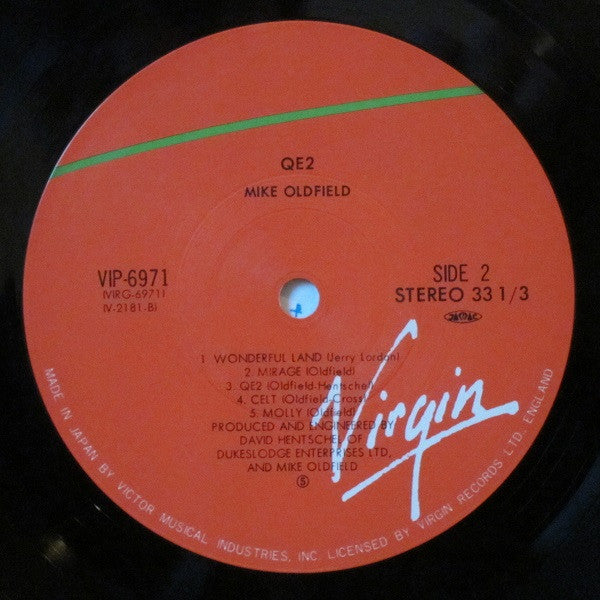 QE2
MIKE OLDFIELD
VIP-6971
(VIRG-6971)
(V-2181-B)
SIDE 2
STEREO 33 1/3
JASRAC
1 WONDERFUL LAND (Jerry Lordan)
2. MIRAGE (Oldfield)
3. QE2 (Oldfield-Hentschel)
4. CELT (Oldfield-Cross)
5. MOLLY (Oldfield)
PRODUCED AND ENGINEERED BY
DAVID HENTSCHEL OF
DUKESLODGE ENTERPRISES LTD,
AND MIKE OLDFIELD
S
Virgin
MADE IN JAPAN BY VICTOR MUSICAL INDUSTRIES, INC. LICENSED BY VIRGIN RECORDS LTD. ENGLAND